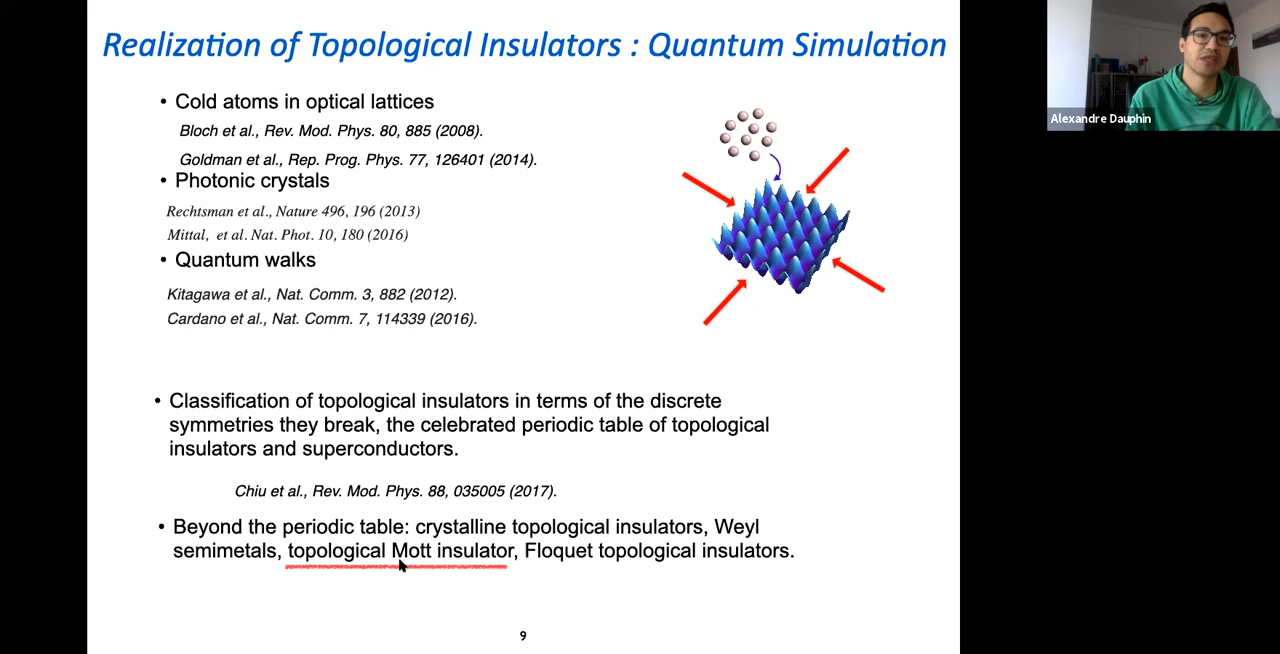 Realization of Topological Insulators : Quantum Simulation
• Cold atoms in optical lattices
Bloch et al., Rev. Mod. Phys. 80, 885 (2008).
Goldman et al., Rep. Prog. Phys. 77, 126401 (2014).
• Photonic crystals
Rechtsman et al., Nature 496, 196 (2013)
Mittal, et al. Nat. Phot. 10, 180 (2016)
• Quantum walks
Kitagawa et al., Nat. Comm. 3, 882 (2012).
Cardano et al., Nat. Comm. 7, 114339 (2016).
• Classification of topological insulators in terms of the discrete
symmetries they break, the celebrated periodic table of topological
insulators and superconductors.
Chiu et al., Rev. Mod. Phys. 88, 035005 (2017).
• Beyond the periodic table: crystalline topological insulators, Weyl
semimetals, topological Mott insulator, Floquet topological insulators.
9
Alexandre Dauphin